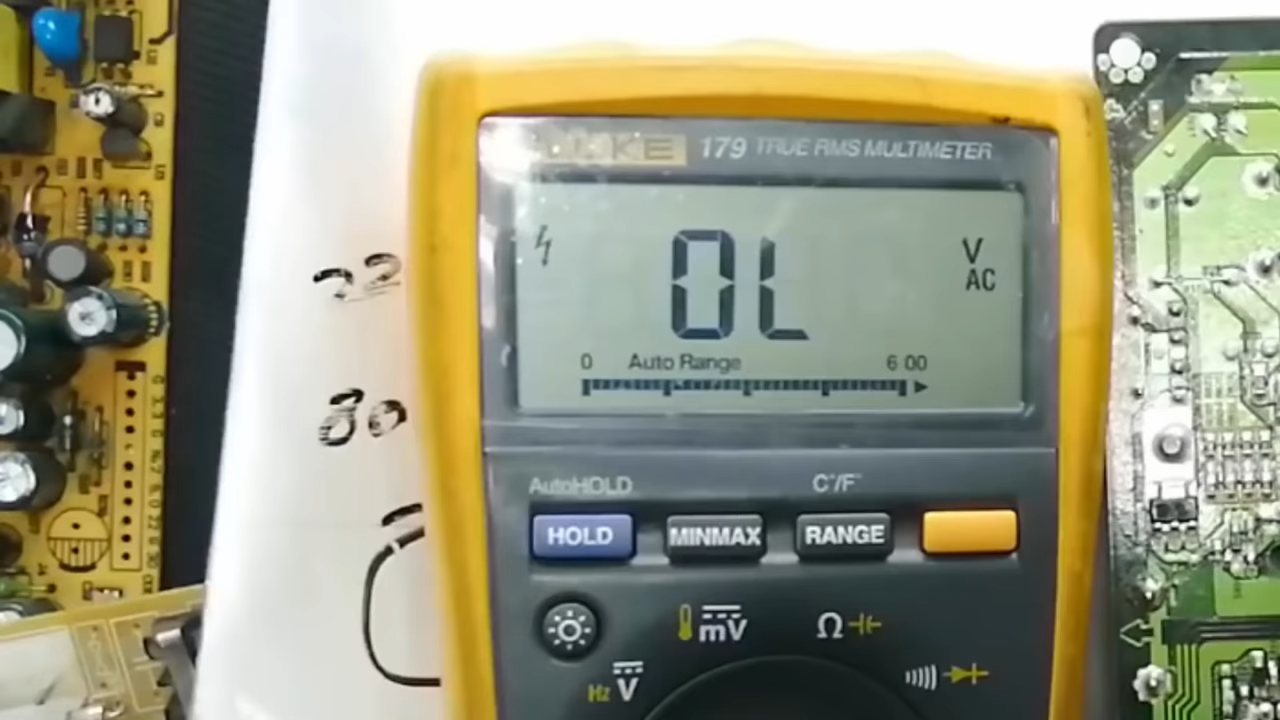 179 TRUE RMS MULTIMETER
OL
V
AC
0 Auto Range 6 00
22
80
AutoHOLD C°/F°
HOLD MINMAX RANGE
mV Ω
Hz V